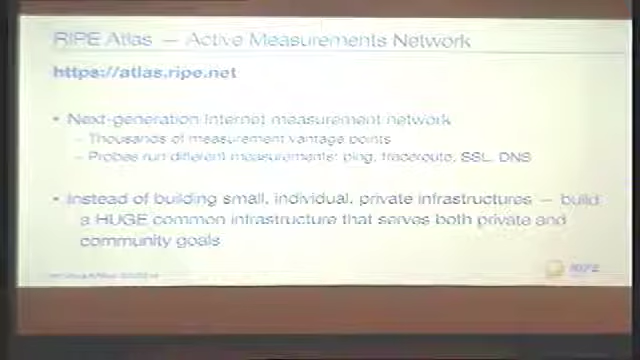 RIPE Atlas – Active Measurements Network
https://atlas.ripe.net
• Next-generation Internet measurement network
– Thousands of measurement vantage points
– Probes run different measurements: ping, traceroute, SSL, DNS
• Instead of building small, individual, private infrastructures – build
a HUGE common infrastructure that serves both private and
community goals
RIPE